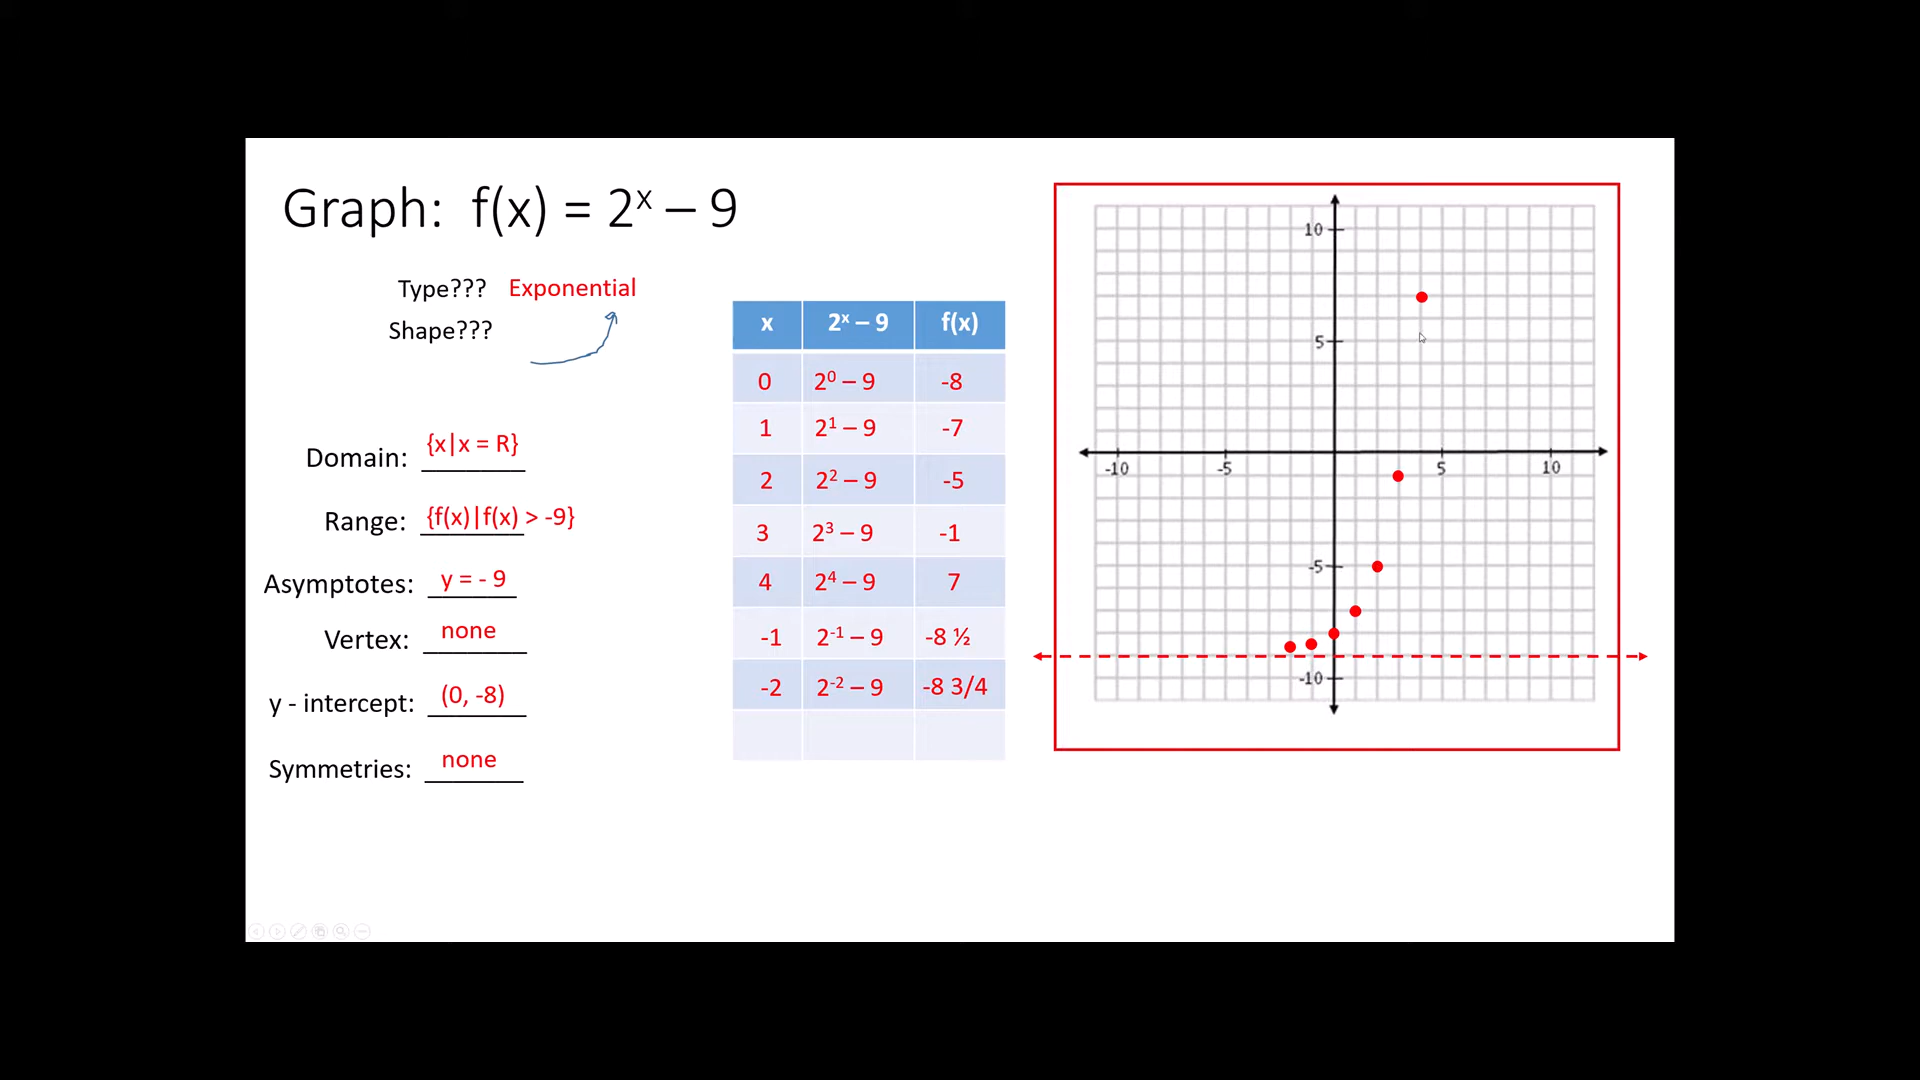 Graph: f(x) = 2ˣ – 9
Type??? Exponential
Shape???
Domain: {x|x = R}
Range: {f(x)|f(x) > -9}
Asymptotes: y = - 9
Vertex: none
y - intercept: (0, -8)
Symmetries: none
x 2ˣ – 9 f(x)
0 2⁰ – 9 -8
1 2¹ – 9 -7
2 2² – 9 -5
3 2³ – 9 -1
4 2⁴ – 9 7
-1 2⁻¹ – 9 -8 ½
-2 2⁻² – 9 -8 3/4
10
5
-10 -5 5 10
-5
-10